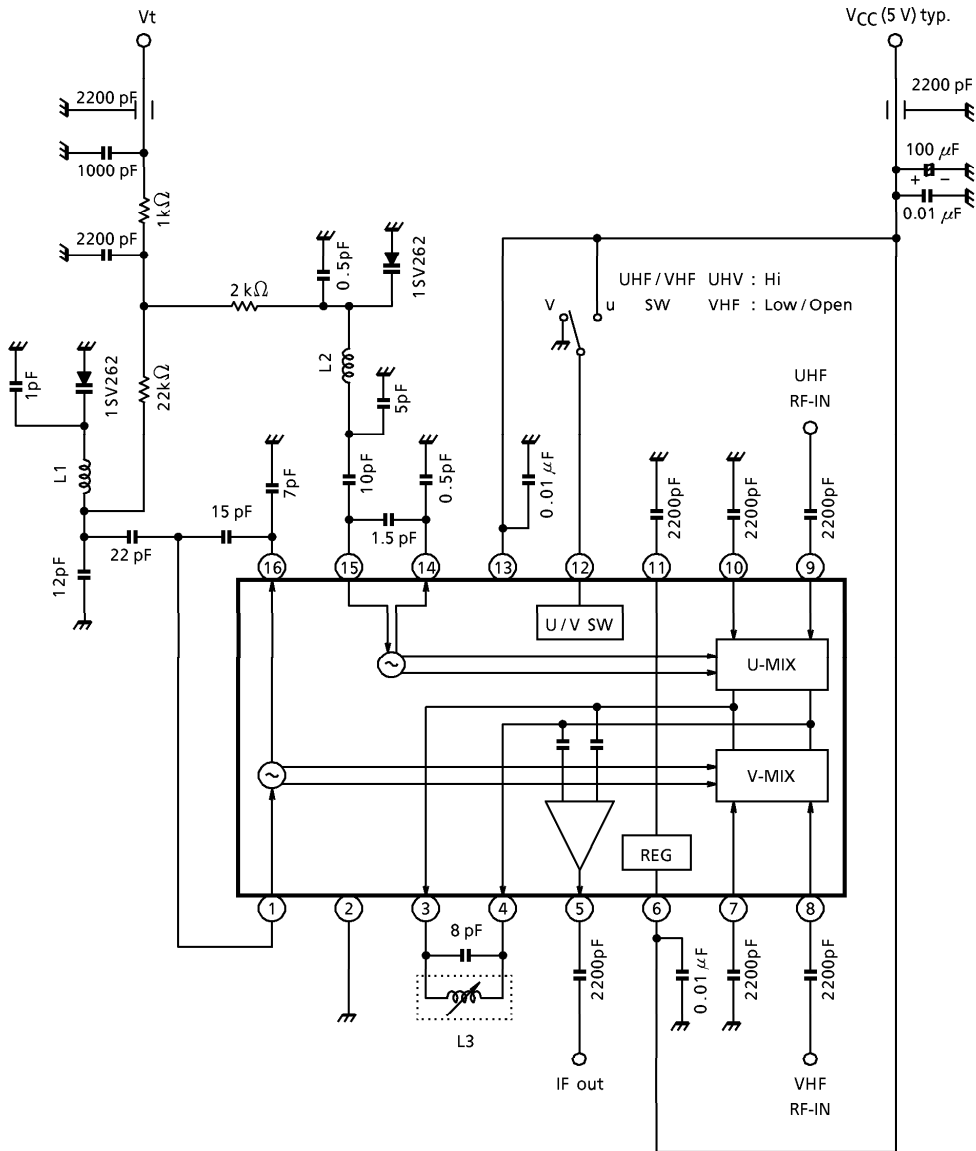 Vt
VCC (5 V) typ.
2200 pF
2200 pF
1000 pF
100 μF
+ −
0.01 μF
1kΩ
2200 pF
0.5pF
1SV262
2 kΩ
UHF / VHF UHV : Hi
SW VHF : Low / Open
V
u
1pF
1SV262
22kΩ
L2
5pF
UHF
RF-IN
L1
7pF
10pF
0.5pF
0.01 μF
2200pF
2200pF
2200pF
15 pF
22 pF
1.5 pF
12pF
16
15
14
13
12
11
10
9
U / V SW
~
U-MIX
~
V-MIX
REG
1
2
3
4
5
6
7
8
8 pF
L3
2200pF
0.01 μF
2200pF
2200pF
IF out
VHF
RF-IN